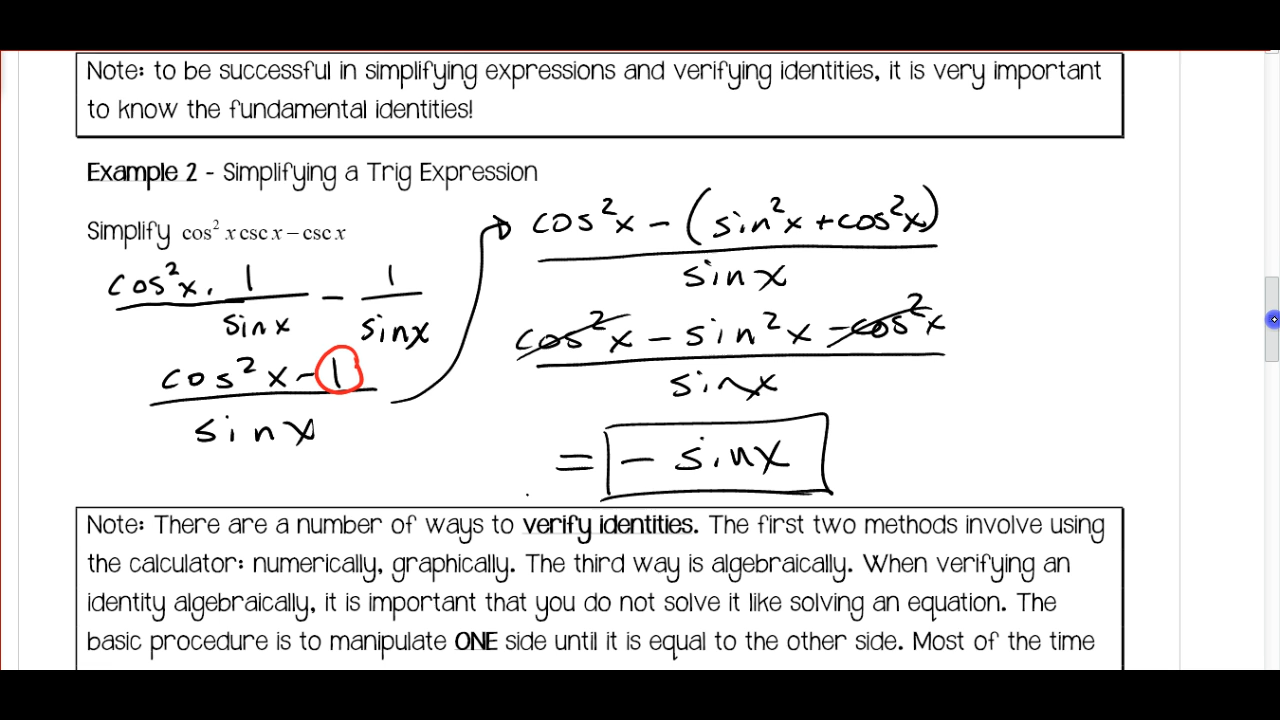 Note: to be successful in simplifying expressions and verifying identities, it is very important
to know the fundamental identities!
Example 2 - Simplifying a Trig Expression
Simplify cos² x csc x – csc x
cos²x · 1/sinx − 1/sinx
cos²x − 1
sinx
cos²x − (sin²x + cos²x)
sinx
cos²x − sin²x − cos²x
sinx
= − sinx
Note: There are a number of ways to verify identities. The first two methods involve using
the calculator: numerically, graphically. The third way is algebraically. When verifying an
identity algebraically, it is important that you do not solve it like solving an equation. The
basic procedure is to manipulate ONE side until it is equal to the other side. Most of the time